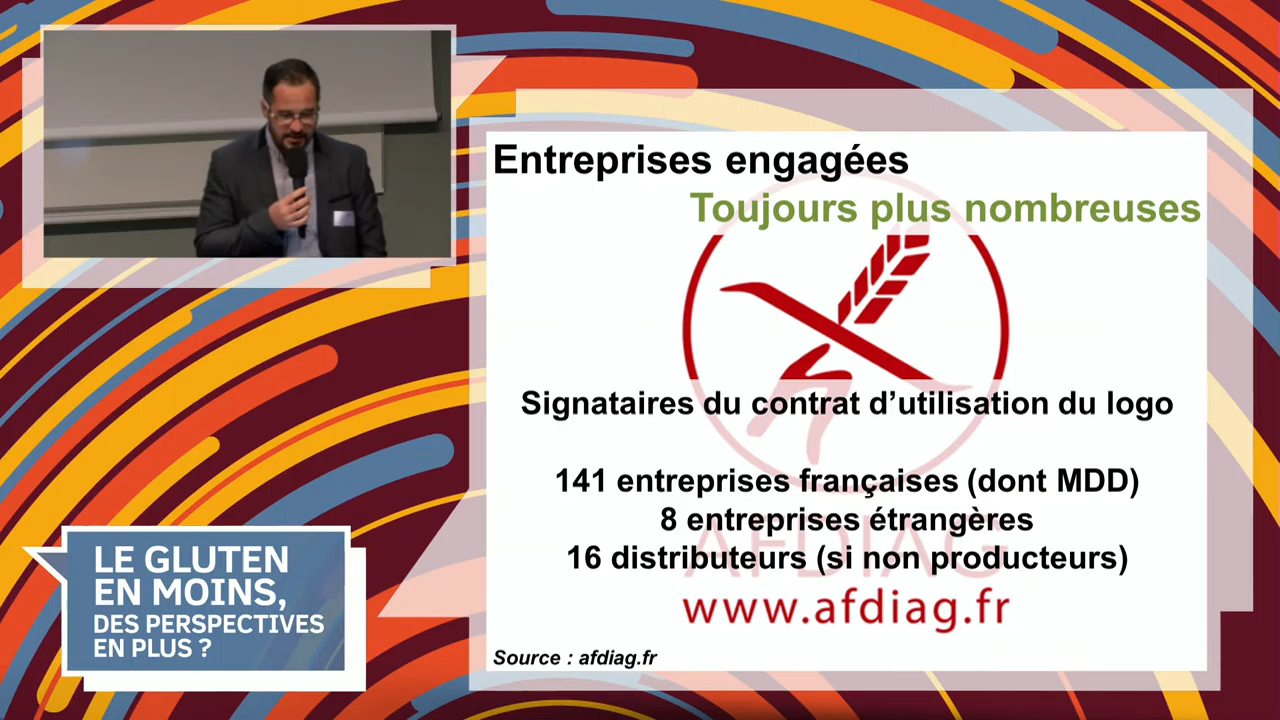 Entreprises engagées
Toujours plus nombreuses
Signataires du contrat d’utilisation du logo
141 entreprises françaises (dont MDD)
8 entreprises étrangères
16 distributeurs (si non producteurs)
AFDIAG
www.afdiag.fr
Source : afdiag.fr
LE GLUTEN
EN MOINS,
DES PERSPECTIVES
EN PLUS ?